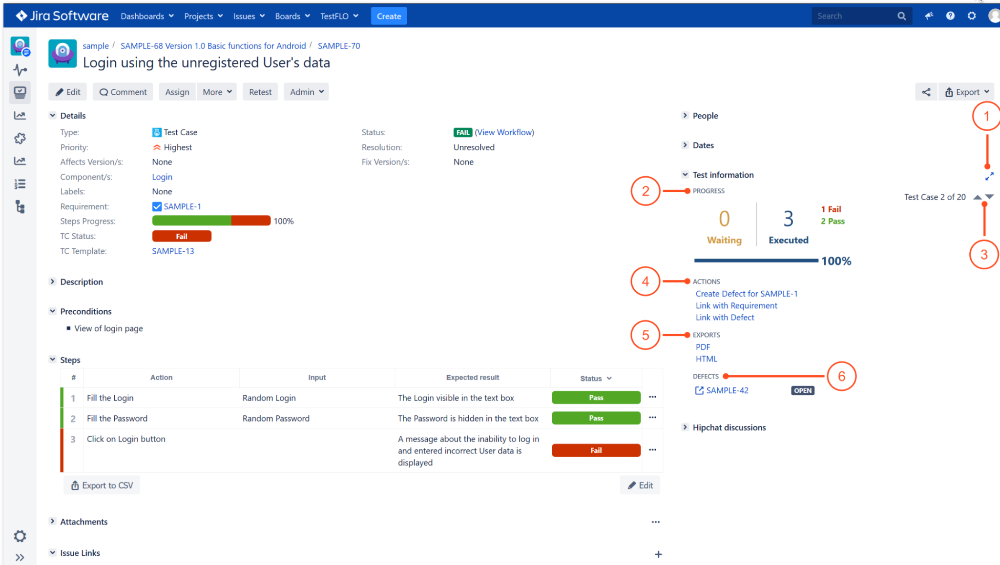 Jira Software Dashboards Projects Issues Boards TestFLO Create Search
sample / SAMPLE-68 Version 1.0 Basic functions for Android / SAMPLE-70
Login using the unregistered User's data
Edit Comment Assign More Retest Admin Export
Details
Type: Test Case
Priority: Highest
Affects Version/s: None
Component/s: Login
Labels: None
Requirement: SAMPLE-1
Steps Progress: 100%
TC Status: Fail
TC Template: SAMPLE-13
Status: FAIL (View Workflow)
Resolution: Unresolved
Fix Version/s: None
Description
Preconditions
View of login page
Steps
# Action Input Expected result Status
1 Fill the Login Random Login The Login visible in the text box Pass
2 Fill the Password Random Password The Password is hidden in the text box Pass
3 Click on Login button A message about the inability to log in
and entered incorrect User data is
displayed
Fail
Export to CSV Edit
Attachments
Issue Links
People
1
Dates
Test information
2 PROGRESS
Test Case 2 of 20
3
0 Waiting
3 Executed
1 Fail
2 Pass
100%
4 ACTIONS
Create Defect for SAMPLE-1
Link with Requirement
Link with Defect
5 EXPORTS
PDF
HTML
DEFECTS 6
SAMPLE-42 OPEN
Hipchat discussions